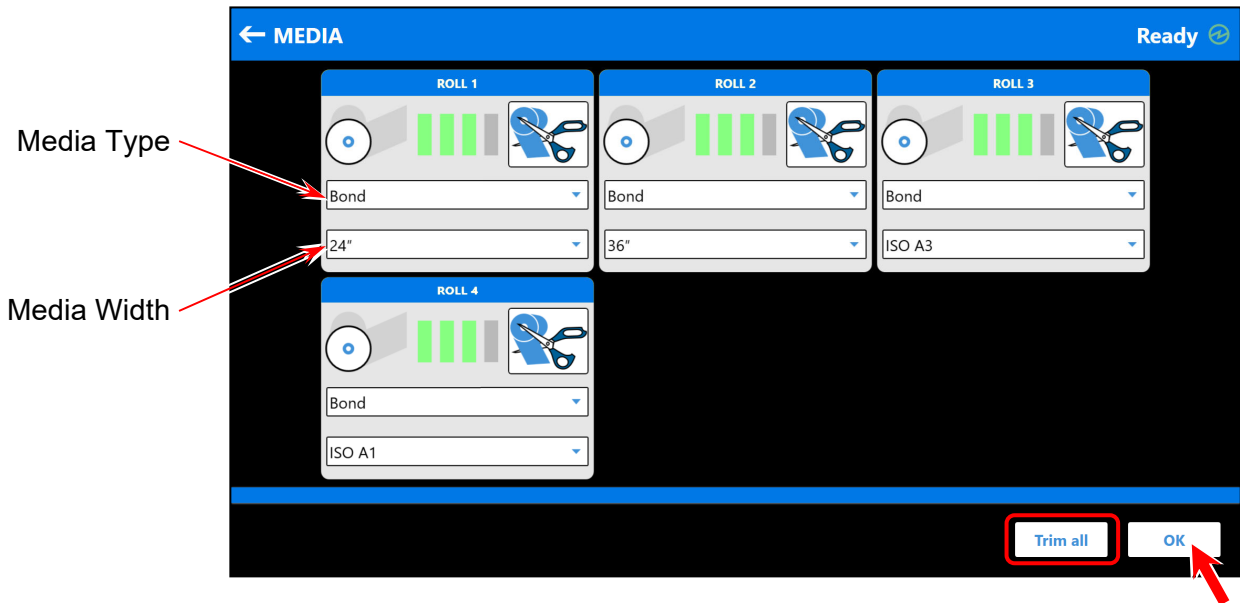 MEDIA
Ready
ROLL 1
ROLL 2
ROLL 3
Media Type
Bond
Bond
Bond
24"
36"
ISO A3
Media Width
ROLL 4
Bond
ISO A1
Trim all
OK